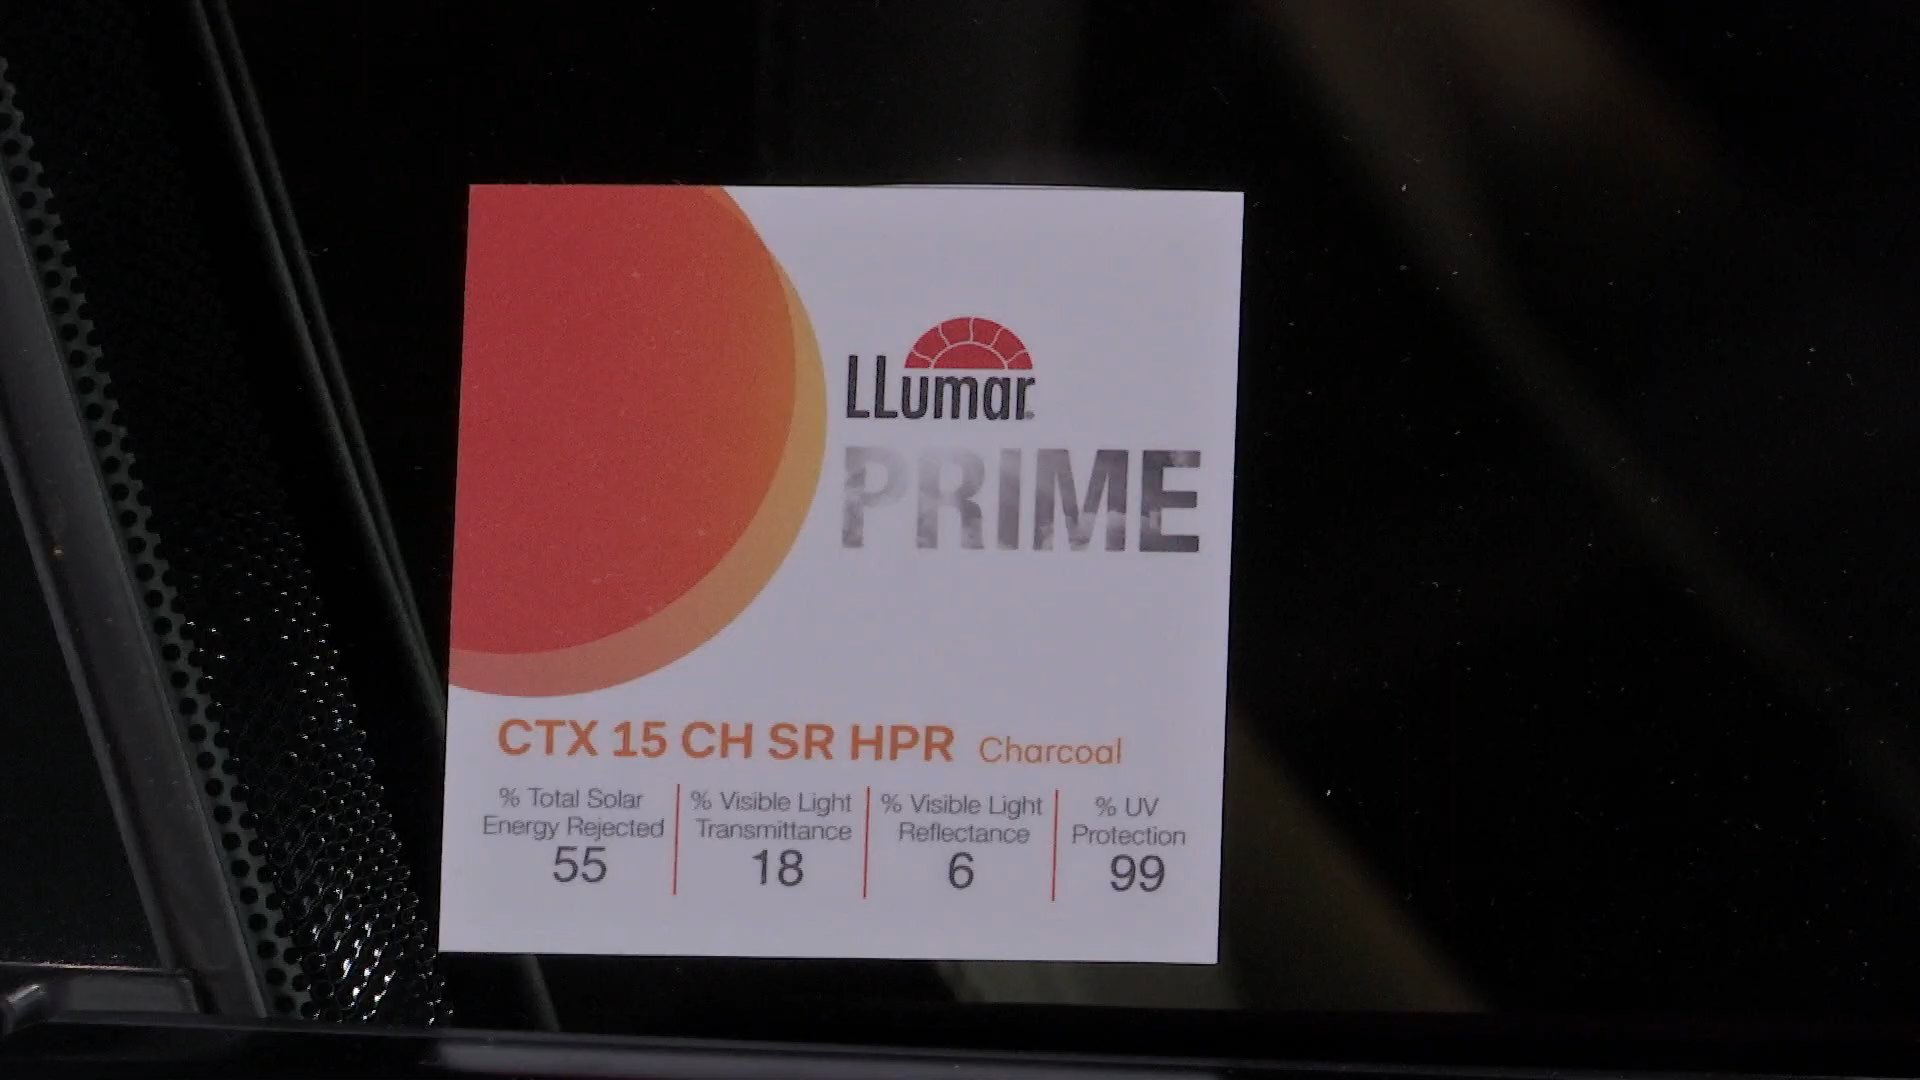 LLumar
PRIME
CTX 15 CH SR HPR Charcoal
% Total Solar Energy Rejected
55
% Visible Light Transmittance
18
% Visible Light Reflectance
6
% UV Protection
99